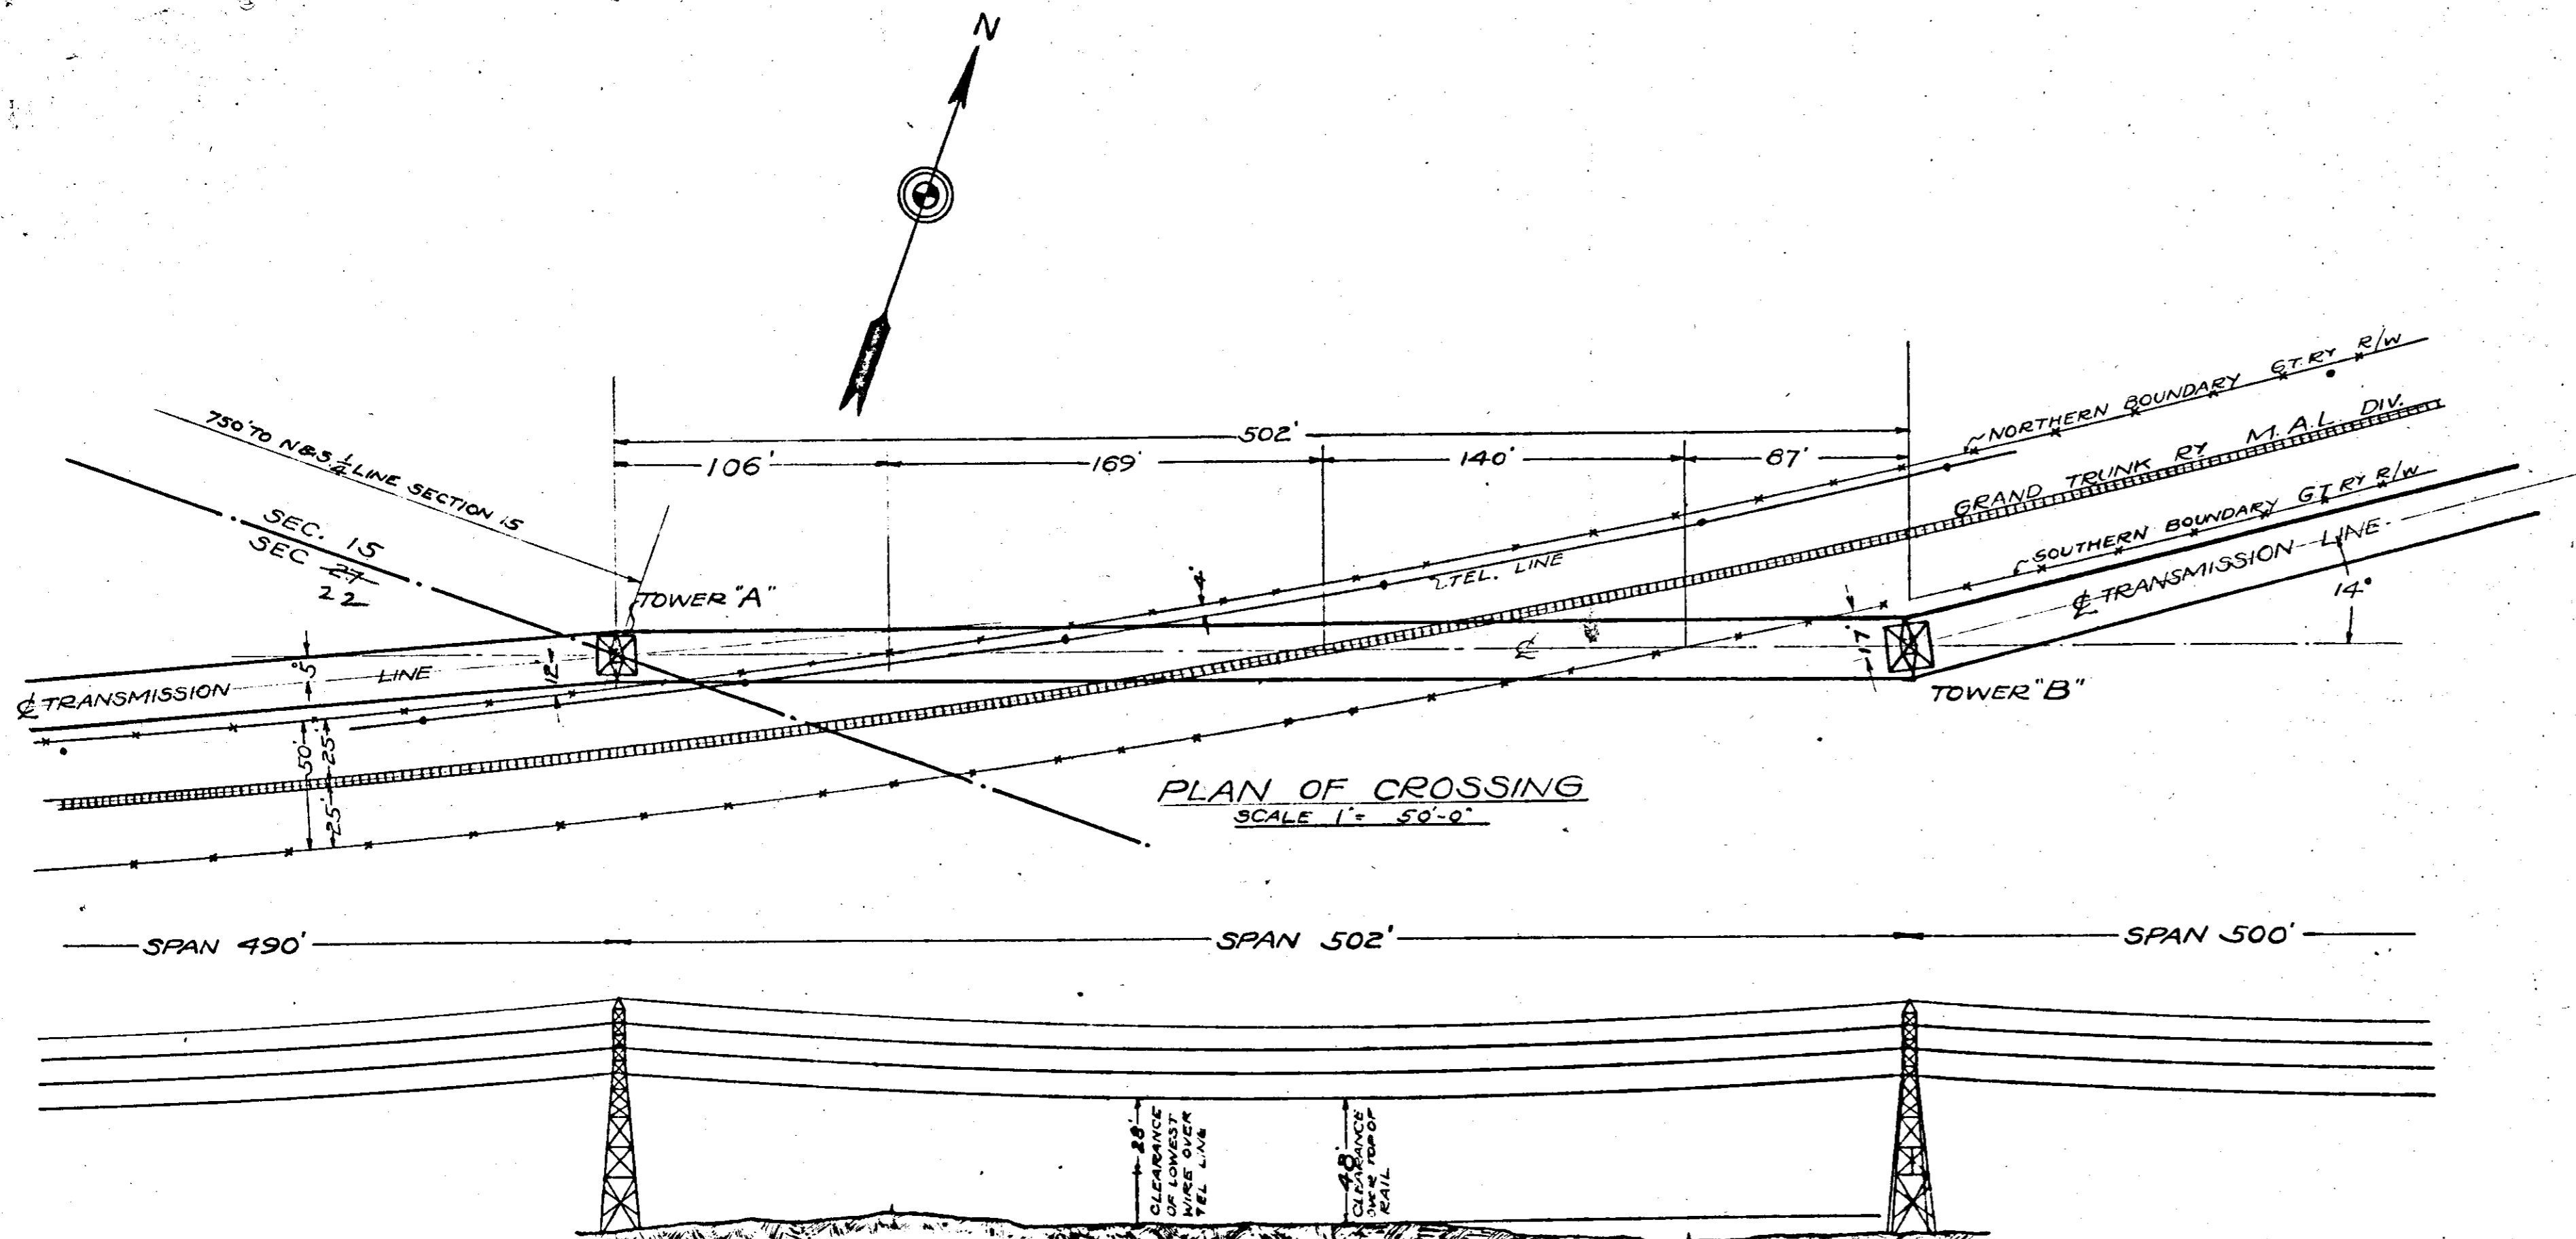 N
750' TO N&S ¼ LINE SECTION 15
SEC. 15
SEC 27
22
502'
106'
169'
140'
87'
NORTHERN BOUNDARY G.T. RY R/W
GRAND TRUNK RY M.A.L. DIV.
SOUTHERN BOUNDARY G.T. RY R/W
℄ TRANSMISSION LINE
14°
TOWER "A"
4'
TEL. LINE
5°
12'
℄ TRANSMISSION LINE
℄
17'
TOWER "B"
50'
25'
25'
PLAN OF CROSSING
SCALE 1" = 50'-0"
SPAN 490'
SPAN 502'
SPAN 500'
28'
CLEARANCE
OF LOWEST
WIRE OVER
TEL LINE
48'
CLEARANCE
OVER TOP OF
RAIL